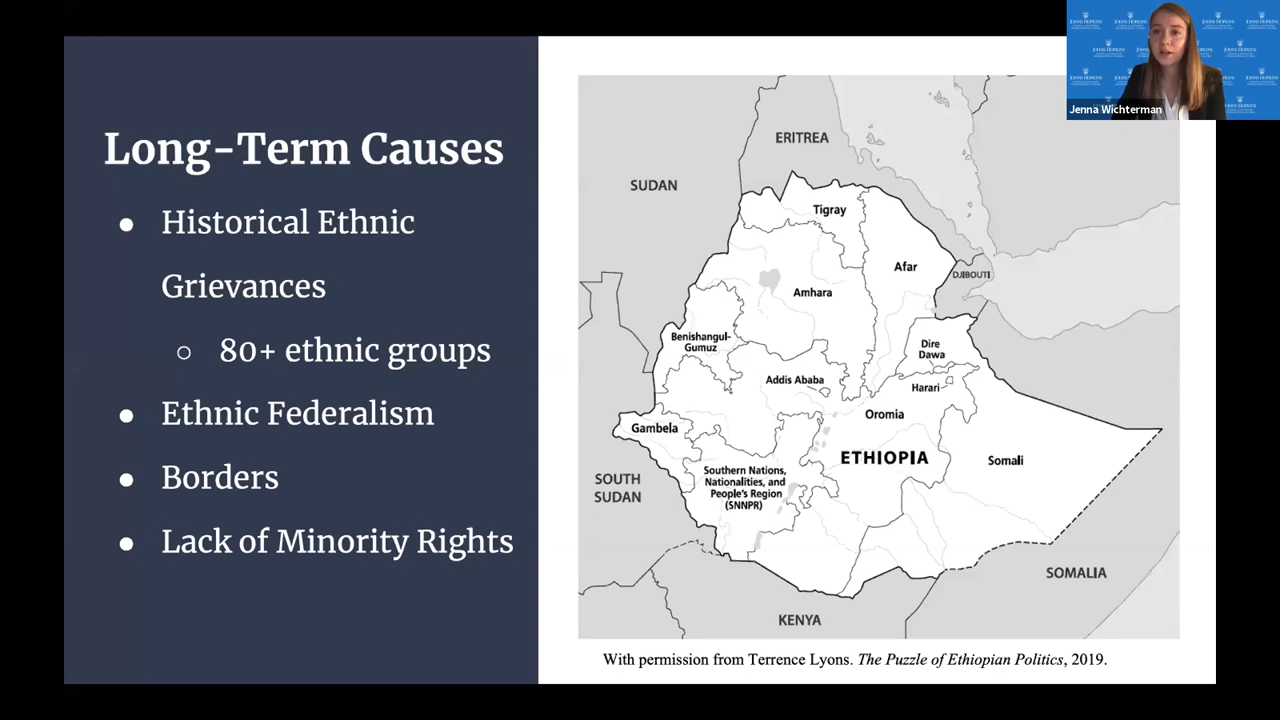 Long-Term Causes
● Historical Ethnic
Grievances
○ 80+ ethnic groups
● Ethnic Federalism
● Borders
● Lack of Minority Rights
ERITREA
SUDAN
Tigray
Afar
DJIBOUTI
Amhara
Benishangul-
Gumuz
Dire
Dawa
Addis Ababa
Harari
Oromia
Gambela
ETHIOPIA
Somali
Southern Nations,
Nationalities, and
People's Region
(SNNPR)
SOUTH
SUDAN
SOMALIA
KENYA
With permission from Terrence Lyons. The Puzzle of Ethiopian Politics, 2019.
JOHNS HOPKINS
Jenna Wichterman